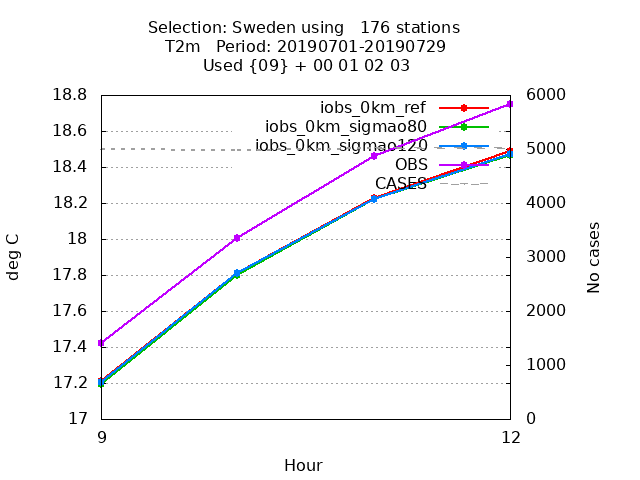 Selection: Sweden using   176 stations
T2m   Period: 20190701-20190729
Used {09} + 00 01 02 03
18.8
18.6
18.4
18.2
18
17.8
17.6
17.4
17.2
17
6000
5000
4000
3000
2000
1000
0
iobs_0km_ref
iobs_0km_sigmao80
iobs_0km_sigmao120
OBS
CASES
deg C
No cases
9
12
Hour